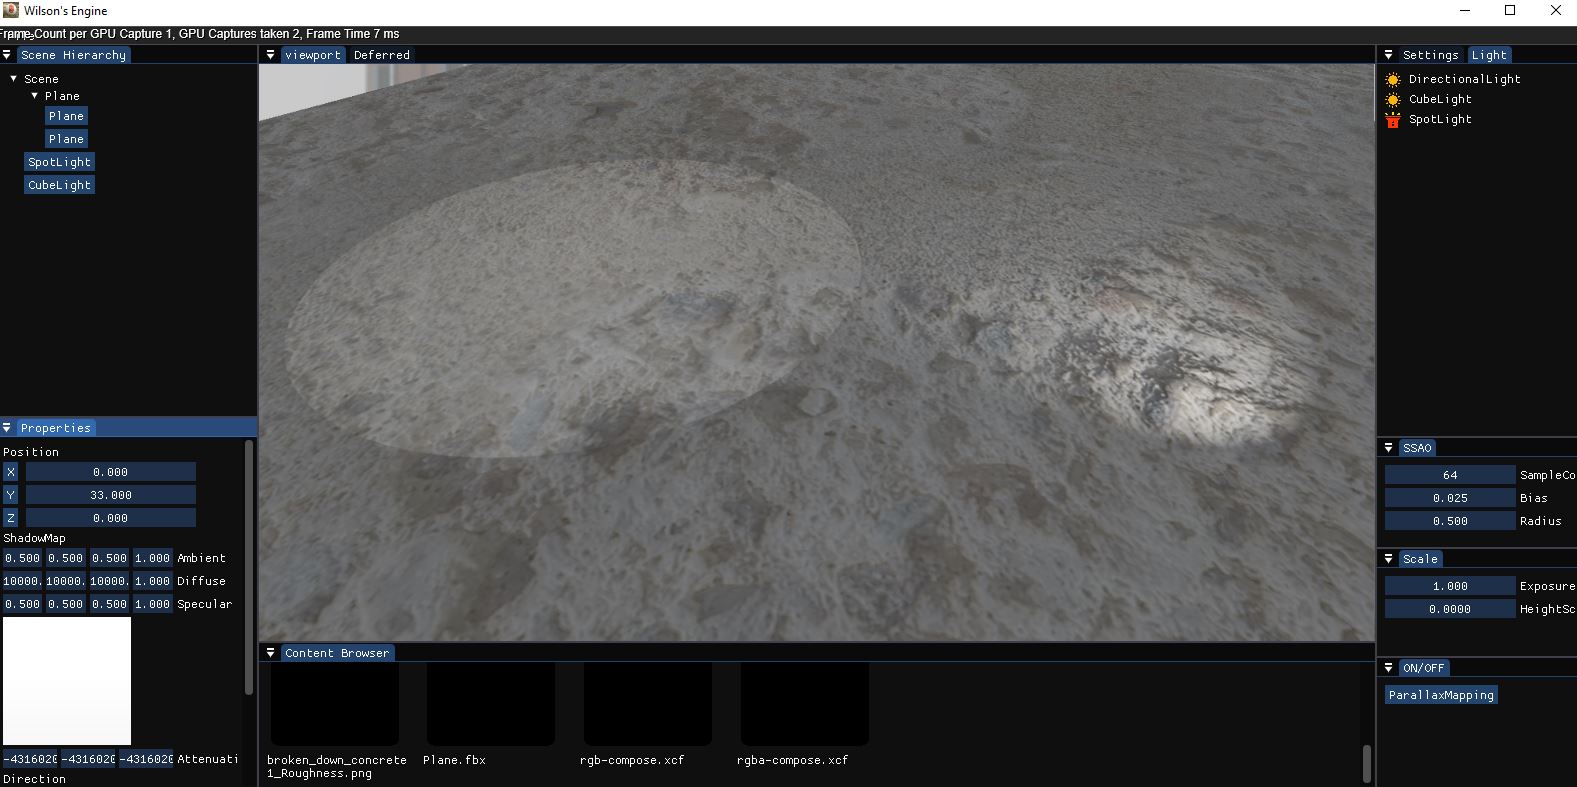 Wilson's Engine
Frame Count per GPU Capture 1, GPU Captures taken 2, Frame Time 7 ms
Scene Hierarchy
viewport Deferred
Settings Light
Scene
Plane
Plane
Plane
SpotLight
CubeLight
DirectionalLight
CubeLight
SpotLight
Properties
Position
X 0.000
Y 33.000
Z 0.000
ShadowMap
0.500 0.500 0.500 1.000 Ambient
10000. 10000. 10000. 1.000 Diffuse
0.500 0.500 0.500 1.000 Specular
-4316020 -4316020 -4316020 Attenuati
Direction
SSAO
64 SampleCo
0.025 Bias
0.500 Radius
Scale
1.000 Exposure
0.0000 HeightSc
ON/OFF
ParallaxMapping
Content Browser
broken_down_concrete
1_Roughness.png
Plane.fbx
rgb-compose.xcf
rgba-compose.xcf